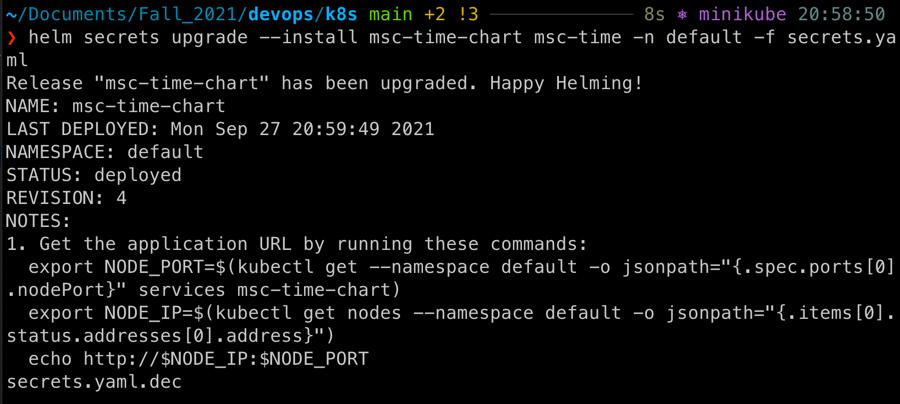 ~/Documents/Fall_2021/devops/k8s main +2 !3 8s ⎈ minikube 20:58:50
❯ helm secrets upgrade --install msc-time-chart msc-time -n default -f secrets.ya
ml
Release "msc-time-chart" has been upgraded. Happy Helming!
NAME: msc-time-chart
LAST DEPLOYED: Mon Sep 27 20:59:49 2021
NAMESPACE: default
STATUS: deployed
REVISION: 4
NOTES:
1. Get the application URL by running these commands:
  export NODE_PORT=$(kubectl get --namespace default -o jsonpath="{.spec.ports[0]
.nodePort}" services msc-time-chart)
  export NODE_IP=$(kubectl get nodes --namespace default -o jsonpath="{.items[0].
status.addresses[0].address}")
  echo http://$NODE_IP:$NODE_PORT
secrets.yaml.dec